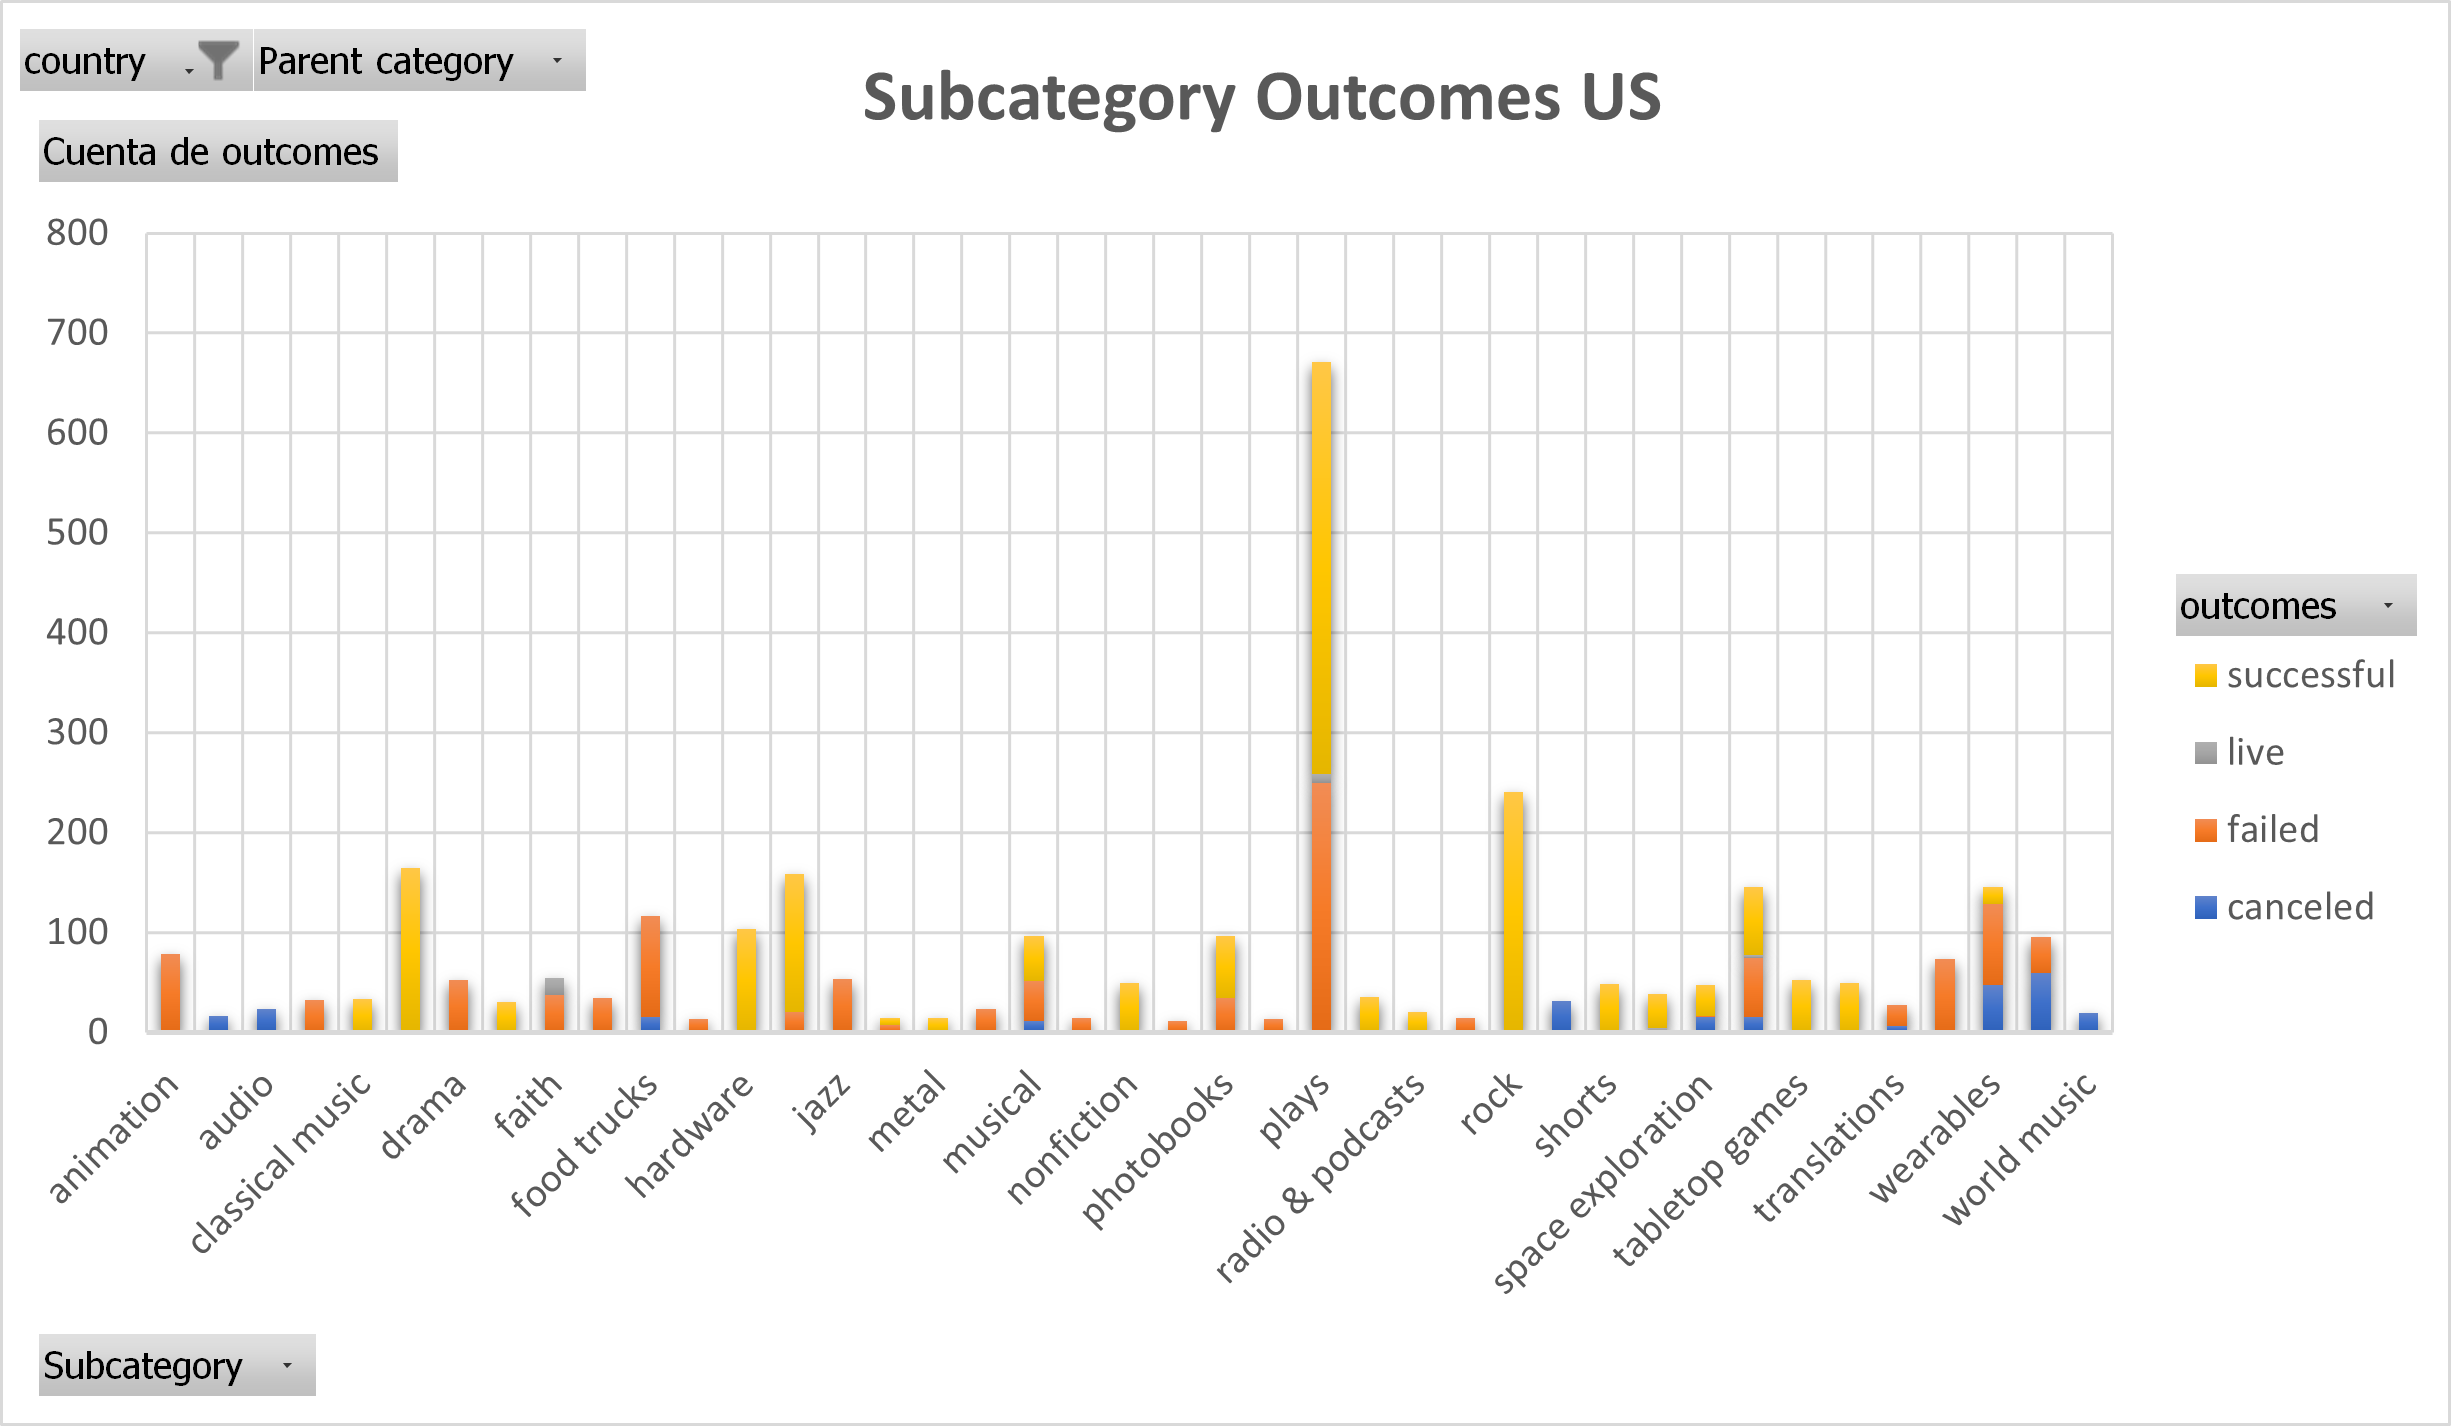 country
Parent category
Subcategory Outcomes US
Cuenta de outcomes
800
700
600
500
400
300
200
100
0
animation
audio
classical music
drama
faith
food trucks
hardware
jazz
metal
musical
nonfiction
photobooks
plays
radio & podcasts
rock
shorts
space exploration
tabletop games
translations
wearables
world music
outcomes
successful
live
failed
canceled
Subcategory